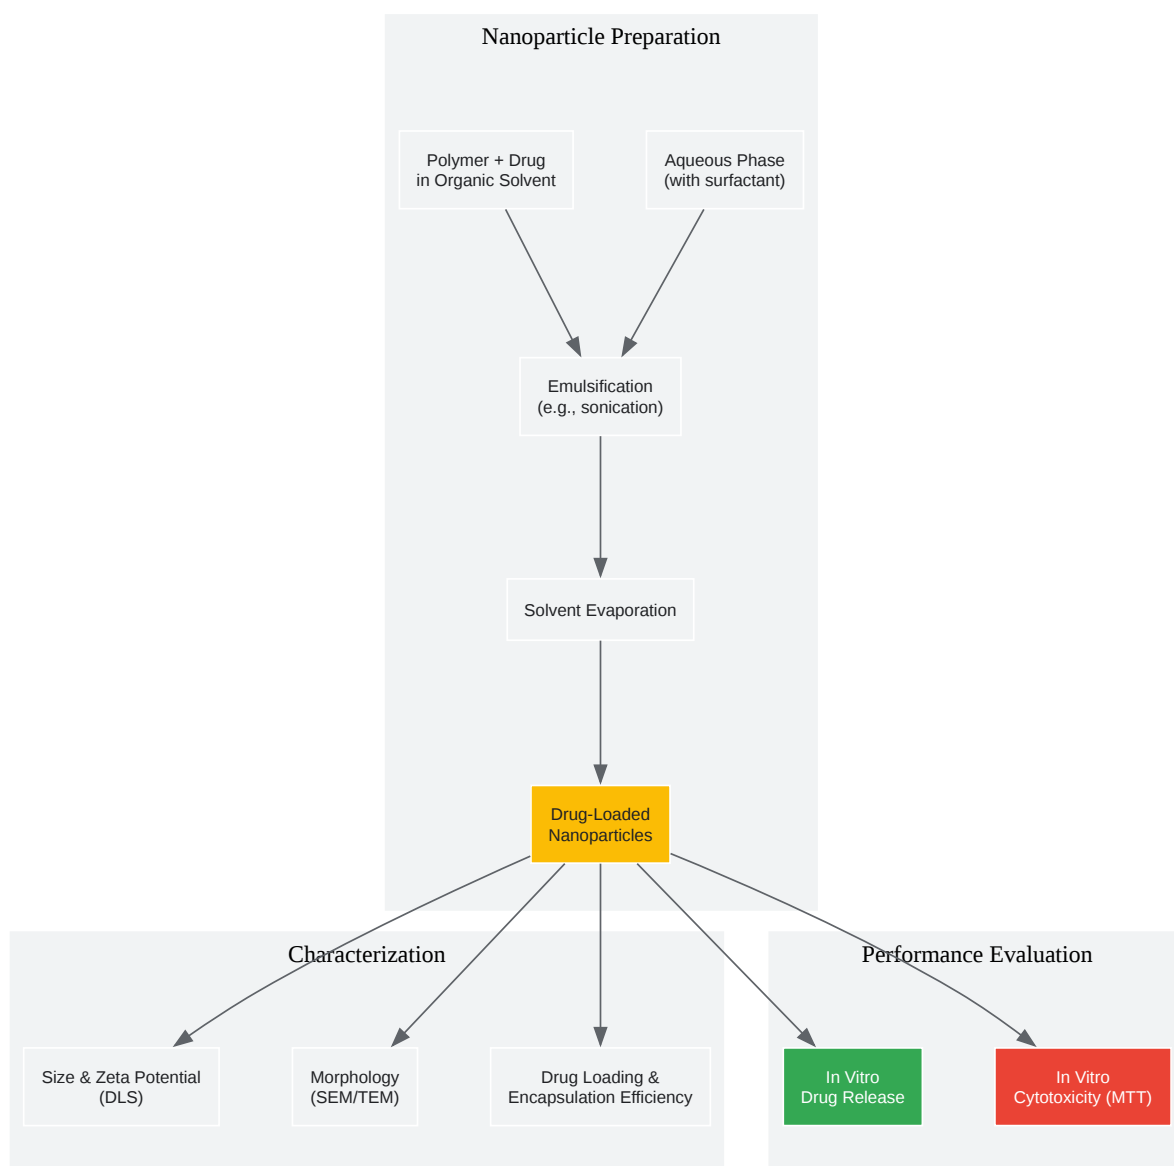 Nanoparticle Preparation
Polymer + Drug
in Organic Solvent
Aqueous Phase
(with surfactant)
Emulsification
(e.g., sonication)
Solvent Evaporation
Drug-Loaded
Nanoparticles
Characterization
Performance Evaluation
Size & Zeta Potential
(DLS)
Morphology
(SEM/TEM)
Drug Loading &
Encapsulation Efficiency
In Vitro
Drug Release
In Vitro
Cytotoxicity (MTT)